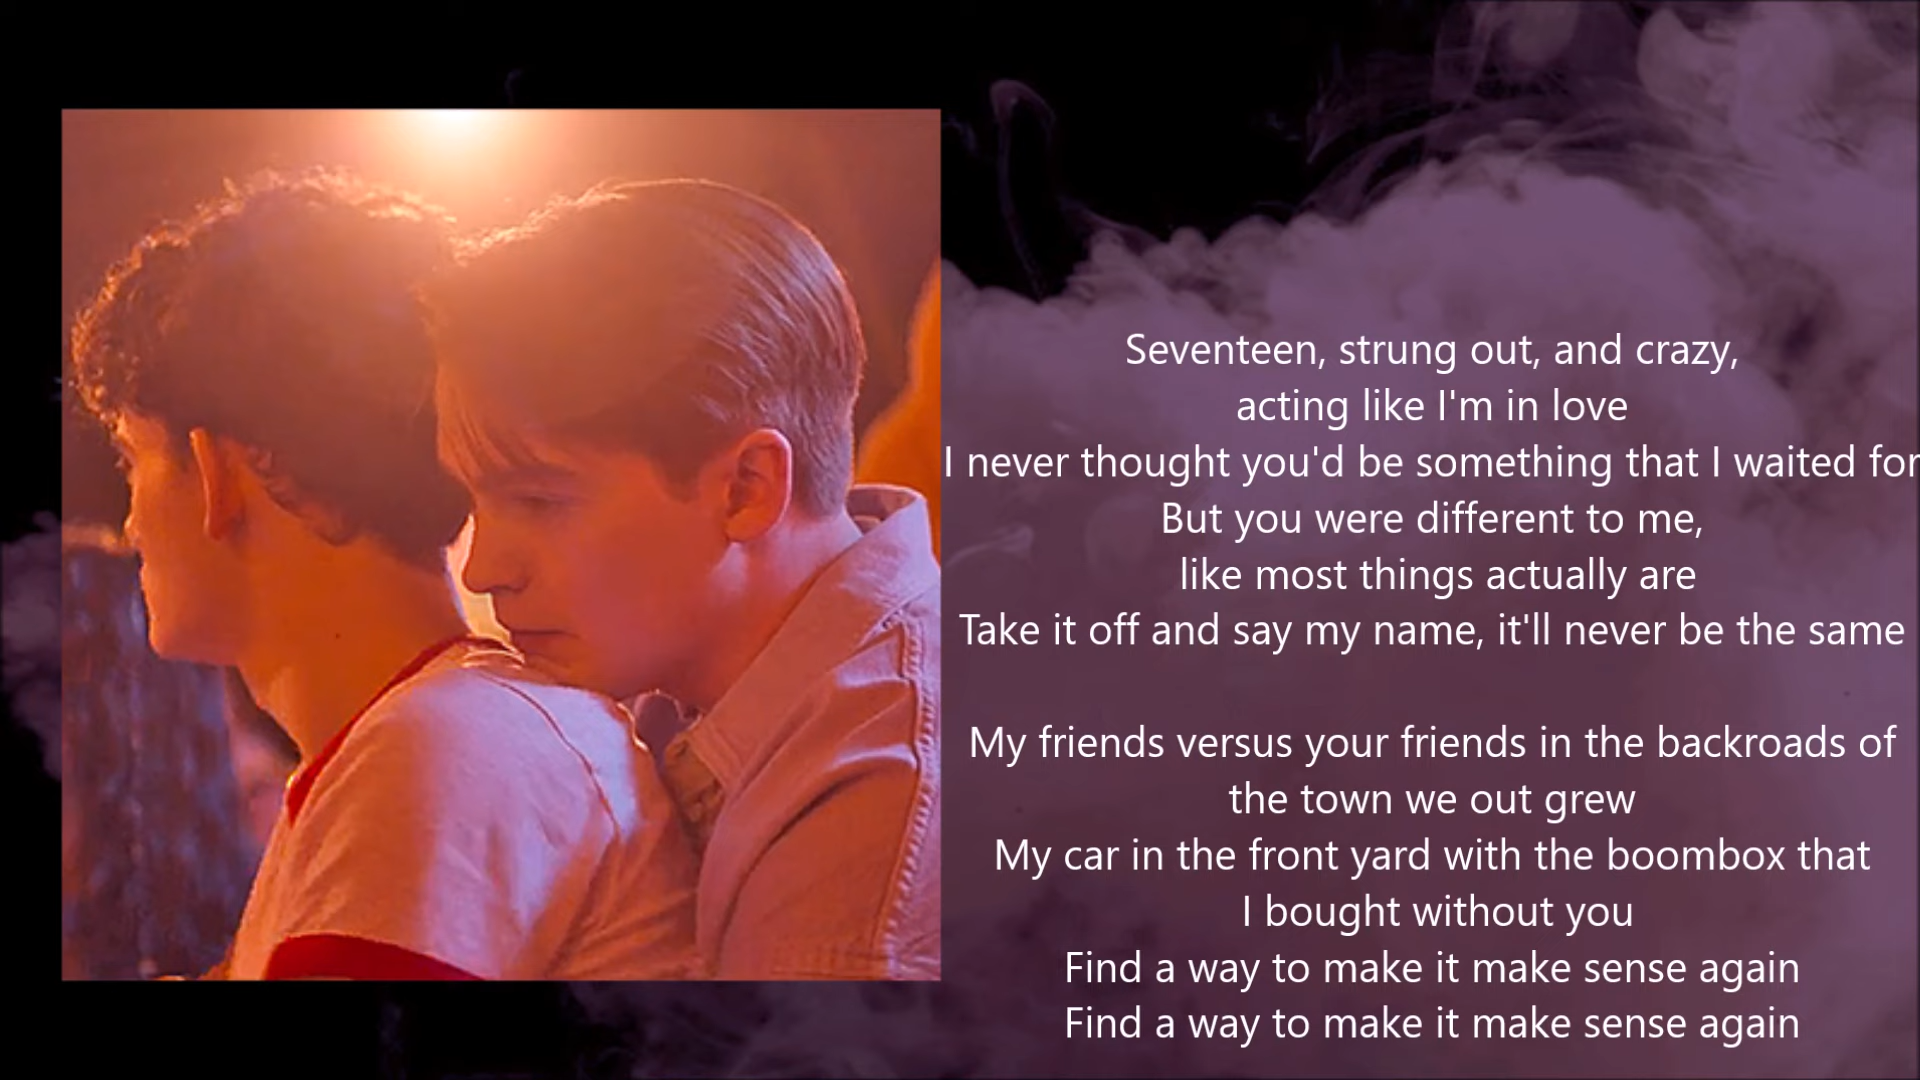 Seventeen, strung out, and crazy,
acting like I'm in love
I never thought you'd be something that I waited for
But you were different to me,
like most things actually are
Take it off and say my name, it'll never be the same
My friends versus your friends in the backroads of
the town we out grew
My car in the front yard with the boombox that
I bought without you
Find a way to make it make sense again
Find a way to make it make sense again